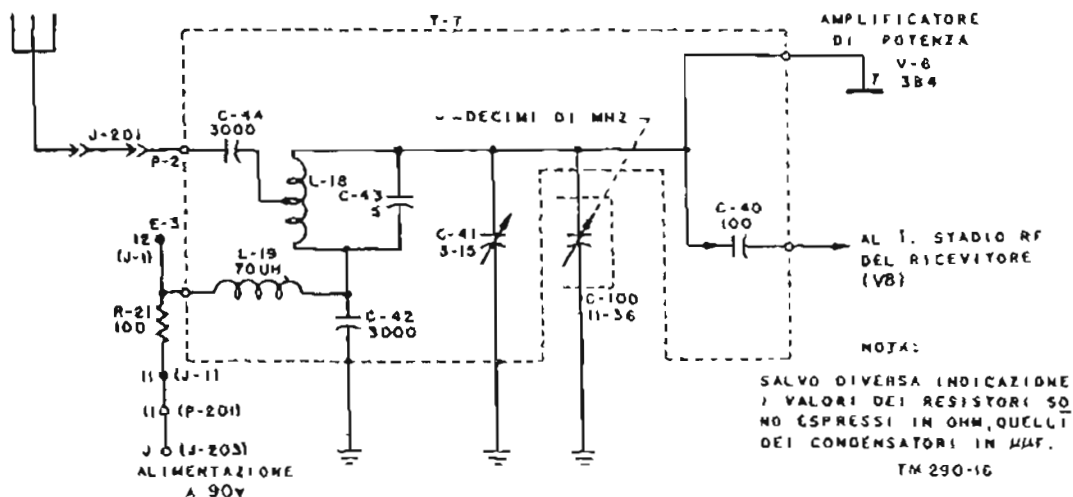 T-7
AMPLIFICATORE
DI POTENZA
V-6
3B4
7
C-44
3000
DECIMI DI MHZ
J-201
P-2
L-18
C-43
5
C-41
3-15
C-100
11-36
C-40
100
AL I. STADIO RF
DEL RICEVITORE
(V8)
E-3
12
(J-1)
L-19
70UH
R-21
100
C-42
3000
11 (J-1)
11 (P-201)
J (J-203)
ALIMENTAZIONE
A 90V
NOTA:
SALVO DIVERSA INDICAZIONE
I VALORI DEI RESISTORI SO
NO ESPRESSI IN OHM, QUELLI
DEI CONDENSATORI IN µµF.
TM 290-16